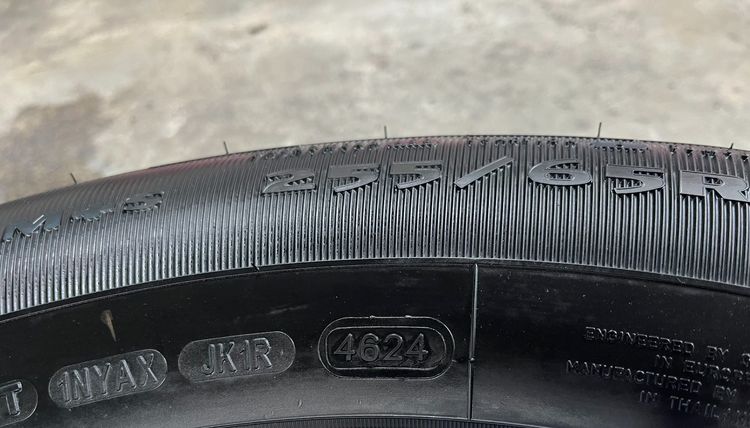 M+S 255/65R
T 1NYAX JK1R 4624
ENGINEERED BY
IN EUROPE
MANUFACTURED BY
IN THAILAND